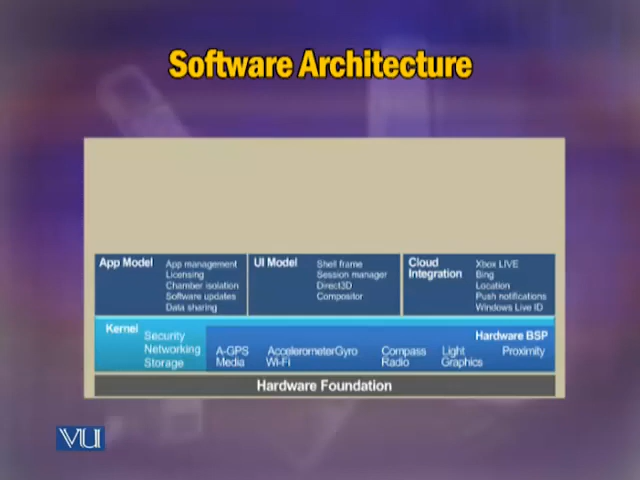 Software Architecture
App Model
App management
Licensing
Chamber isolation
Software updates
Data sharing
UI Model
Shell frame
Session manager
Direct3D
Compositor
Cloud
Integration
Xbox LIVE
Bing
Location
Push notifications
Windows Live ID
Kernel
Security
Networking
Storage
Hardware BSP
A-GPS AccelerometerGyro Compass Light Proximity
Media Wi-Fi Radio Graphics
Hardware Foundation
VU